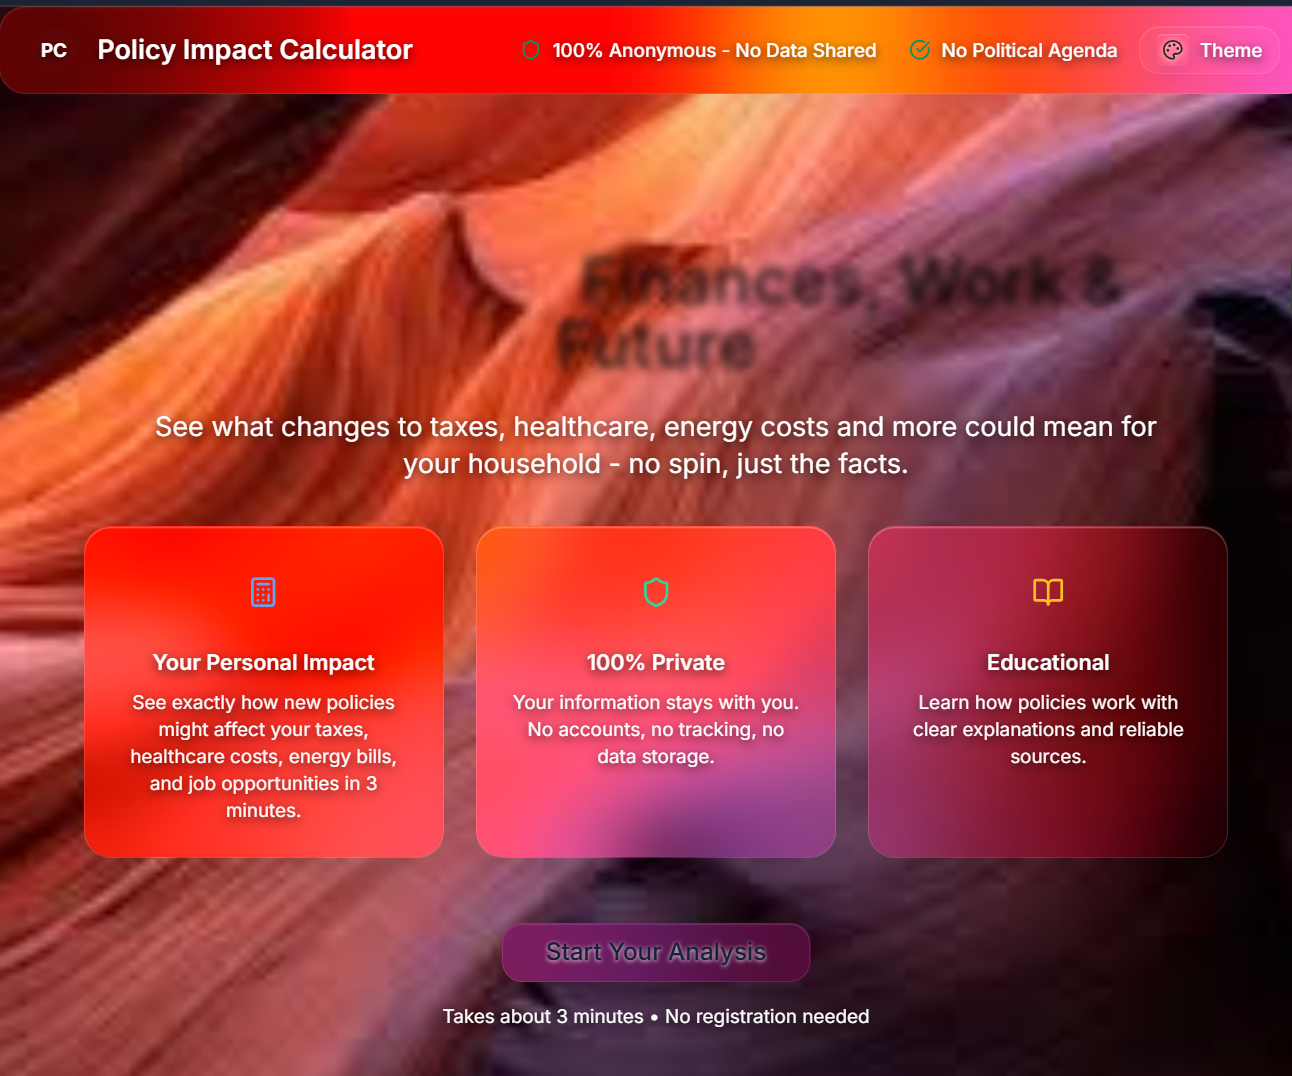 PC
Policy Impact Calculator
100% Anonymous - No Data Shared
No Political Agenda
Theme
Finances, Work &
Future
See what changes to taxes, healthcare, energy costs and more could mean for
your household - no spin, just the facts.
Your Personal Impact
See exactly how new policies
might affect your taxes,
healthcare costs, energy bills,
and job opportunities in 3
minutes.
100% Private
Your information stays with you.
No accounts, no tracking, no
data storage.
Educational
Learn how policies work with
clear explanations and reliable
sources.
Start Your Analysis
Takes about 3 minutes • No registration needed